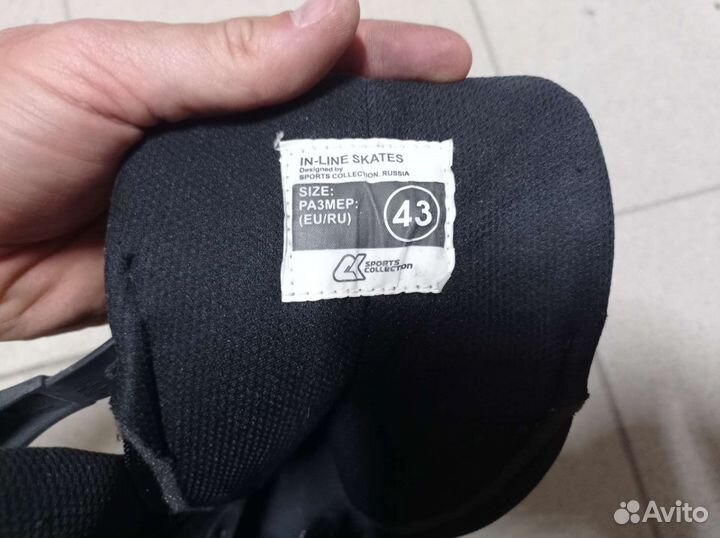 IN-LINE SKATES
Designed by
SPORTS COLLECTION. RUSSIA
SIZE:
РАЗМЕР:
(EU/RU)
43
SPORTS
COLLECTION
Avito